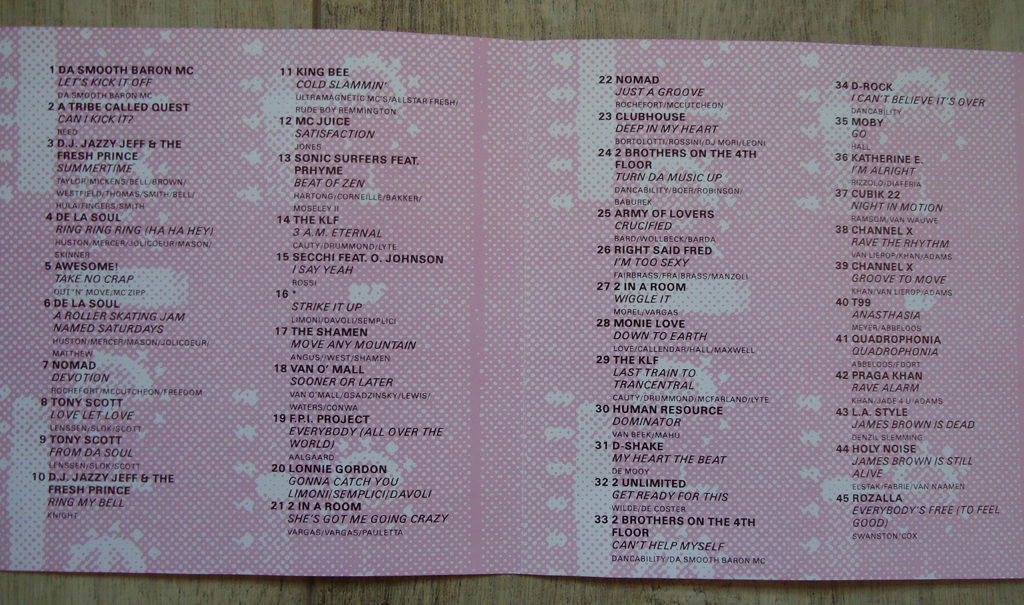 1 DA SMOOTH BARON MC
LET'S KICK IT OFF
DA SMOOTH BARON MC
2 A TRIBE CALLED QUEST
CAN I KICK IT?
REED
3 D.J. JAZZY JEFF & THE
FRESH PRINCE
SUMMERTIME
TAYLOR/MICKENS/BELL/BROWN/
WESTFIELD/THOMAS/SMITH/BELL/
HULA/FINGERS/SMITH
4 DE LA SOUL
RING RING RING (HA HA HEY)
HUSTON/MERCER/JOLICOEUR/MASON/
SKINNER
5 AWESOME!
TAKE NO CRAP
OUT 'N' MOVE/MC ZIPP
6 DE LA SOUL
A ROLLER SKATING JAM
NAMED SATURDAYS
HUSTON/MERCER/MASON/JOLICOEUR/
MATTHEW
7 NOMAD
DEVOTION
ROCHEFORT/MCCUTCHEON/FREEDOM
8 TONY SCOTT
LOVE LET LOVE
LENSSEN/SLOK/SCOTT
9 TONY SCOTT
FROM DA SOUL
LENSSEN/SLOK/SCOTT
10 D.J. JAZZY JEFF & THE
FRESH PRINCE
RING MY BELL
KNIGHT
11 KING BEE
COLD SLAMMIN'
ULTRAMAGNETIC MC'S/ALLSTAR FRESH/
RUDE BOY REMMINGTON
12 MC JUICE
SATISFACTION
JONES
13 SONIC SURFERS FEAT.
PRHYME
BEAT OF ZEN
HARTONG/CORNEILLE/BAKKER/
MOSELEY II
14 THE KLF
3 A.M. ETERNAL
CAUTY/DRUMMOND/LYTE
15 SECCHI FEAT. O. JOHNSON
I SAY YEAH
ROSSI
16 *
STRIKE IT UP
LIMONI/DAVOLI/SEMPLICI
17 THE SHAMEN
MOVE ANY MOUNTAIN
ANGUS/WEST/SHAMEN
18 VAN O' MALL
SOONER OR LATER
VAN O'MALL/OSADZINSKY/LEWIS/
WATERS/CONWA
19 F.P.I. PROJECT
EVERYBODY (ALL OVER THE
WORLD)
AALGAARD
20 LONNIE GORDON
GONNA CATCH YOU
LIMONI/SEMPLICI/DAVOLI
21 2 IN A ROOM
SHE'S GOT ME GOING CRAZY
VARGAS/VARGAS/PAULETTA
22 NOMAD
JUST A GROOVE
ROCHEFORT/MCCUTCHEON
23 CLUBHOUSE
DEEP IN MY HEART
BORTOLOTTI/ROSSINI/DJ MORI/LEONI
24 2 BROTHERS ON THE 4TH
FLOOR
TURN DA MUSIC UP
DANCABILITY/BOER/ROBINSON/
BABUREK
25 ARMY OF LOVERS
CRUCIFIED
BARD/WOLLBECK/BARDA
26 RIGHT SAID FRED
I'M TOO SEXY
FAIRBRASS/FRAIBRASS/MANZOLI
27 2 IN A ROOM
WIGGLE IT
MOREL/VARGAS
28 MONIE LOVE
DOWN TO EARTH
LOVE/CALLENDAR/HALL/MAXWELL
29 THE KLF
LAST TRAIN TO
TRANCENTRAL
CAUTY/DRUMMOND/MCFARLAND/LYTE
30 HUMAN RESOURCE
DOMINATOR
VAN BEEK/MAHU
31 D-SHAKE
MY HEART THE BEAT
DE MOOY
32 2 UNLIMITED
GET READY FOR THIS
WILDE/DE COSTER
33 2 BROTHERS ON THE 4TH
FLOOR
CAN'T HELP MYSELF
DANCABILITY/DA SMOOTH BARON MC
34 D-ROCK
I CAN'T BELIEVE IT'S OVER
DANCABILITY
35 MOBY
GO
HALL
36 KATHERINE E.
I'M ALRIGHT
RIZZOLO/DIAFERIA
37 CUBIK 22
NIGHT IN MOTION
RAMSOM/VAN WAUWE
38 CHANNEL X
RAVE THE RHYTHM
VAN LIEROP/KHAN/ADAMS
39 CHANNEL X
GROOVE TO MOVE
KHAN/VAN LIEROP/ADAMS
40 T99
ANASTHASIA
MEYER/ABBELOOS
41 QUADROPHONIA
QUADROPHONIA
ABBELOOS/FOORT
42 PRAGA KHAN
RAVE ALARM
KHAN/JADE 4 U/ADAMS
43 L.A. STYLE
JAMES BROWN IS DEAD
DENZIL SLEMMING
44 HOLY NOISE
JAMES BROWN IS STILL
ALIVE
ELSTAK/FABRIE/VAN NAAMEN
45 ROZALLA
EVERYBODY'S FREE (TO FEEL
GOOD)
SWANSTON/COX